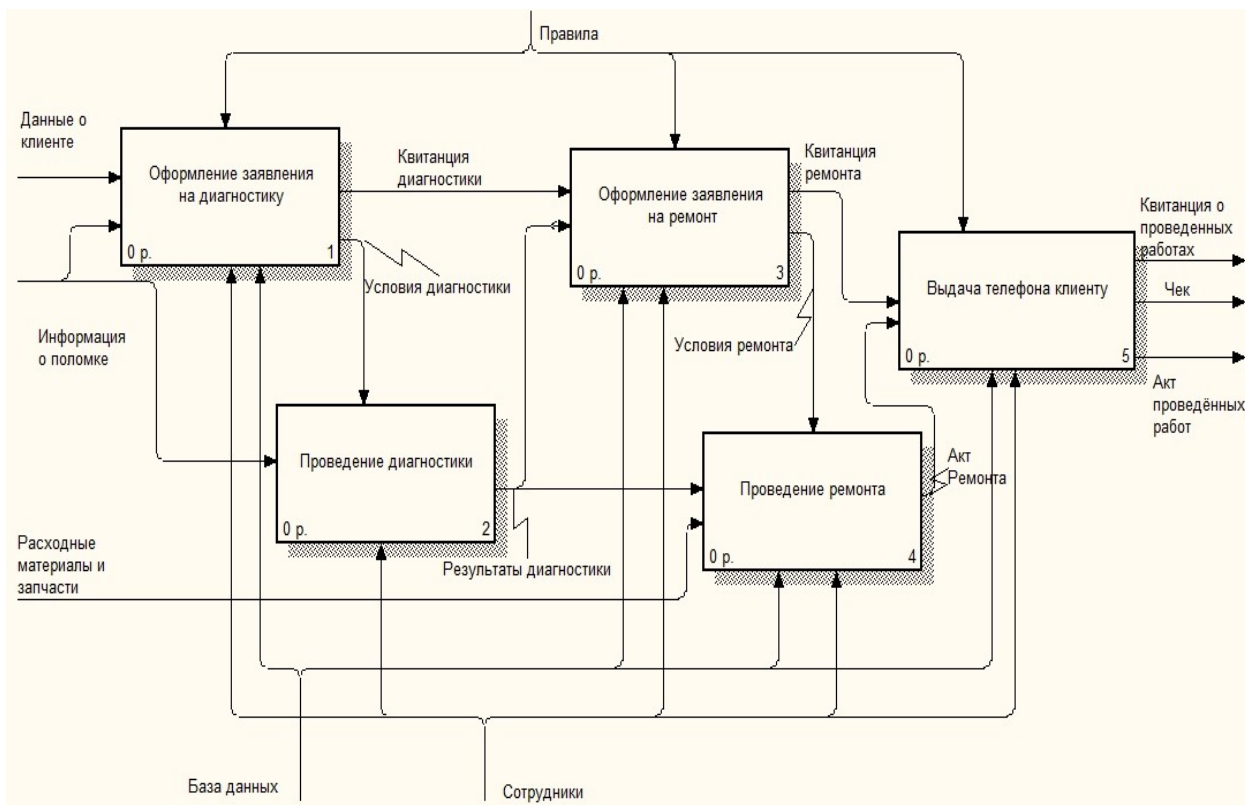 Правила
Данные о
клиенте
Оформление заявления
на диагностику
0 р.
1
Квитанция
диагностики
Оформление заявления
на ремонт
0 р.
3
Квитанция
ремонта
Квитанция о
проведенных
работах
Выдача телефона клиенту
0 р.
5
Чек
Акт
проведённых
работ
Условия диагностики
Информация
о поломке
Условия ремонта
Проведение диагностики
0 р.
2
Проведение ремонта
0 р.
4
Акт
Ремонта
Расходные
материалы и
запчасти
Результаты диагностики
База данных
Сотрудники